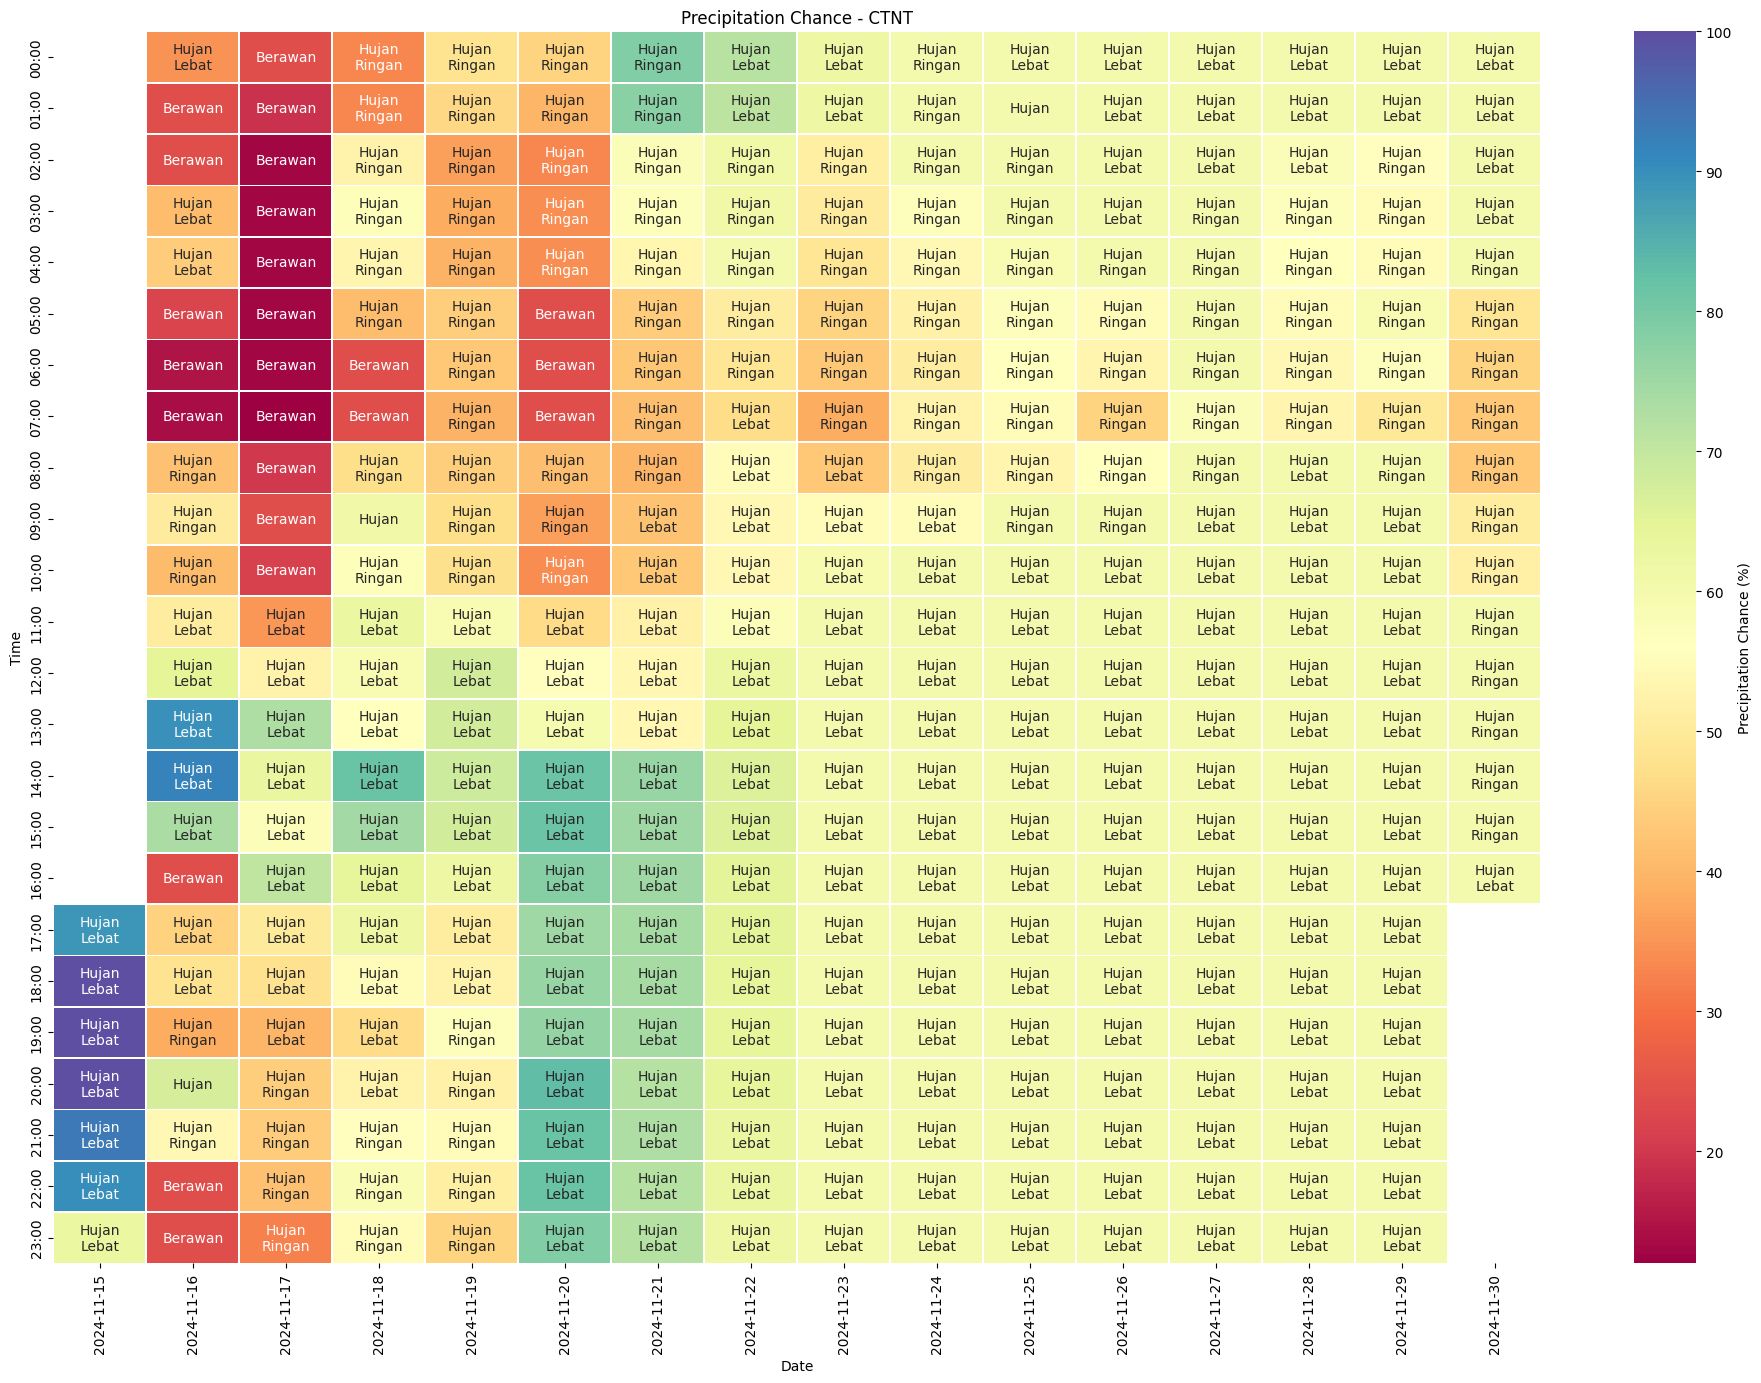 Precipitation Chance - CTNT
00:00 Hujan Lebat Berawan Hujan Ringan Hujan Ringan Hujan Ringan Hujan Ringan Hujan Lebat Hujan Lebat Hujan Ringan Hujan Lebat Hujan Lebat Hujan Lebat Hujan Lebat Hujan Lebat Hujan Lebat
01:00 Berawan Berawan Hujan Ringan Hujan Ringan Hujan Ringan Hujan Ringan Hujan Lebat Hujan Lebat Hujan Ringan Hujan Hujan Lebat Hujan Lebat Hujan Lebat Hujan Lebat Hujan Lebat
02:00 Berawan Berawan Hujan Ringan Hujan Ringan Hujan Ringan Hujan Ringan Hujan Ringan Hujan Ringan Hujan Ringan Hujan Ringan Hujan Lebat Hujan Lebat Hujan Lebat Hujan Ringan Hujan Lebat
03:00 Hujan Lebat Berawan Hujan Ringan Hujan Ringan Hujan Ringan Hujan Ringan Hujan Ringan Hujan Ringan Hujan Ringan Hujan Ringan Hujan Lebat Hujan Ringan Hujan Ringan Hujan Ringan Hujan Lebat
04:00 Hujan Lebat Berawan Hujan Ringan Hujan Ringan Hujan Ringan Hujan Ringan Hujan Ringan Hujan Ringan Hujan Ringan Hujan Ringan Hujan Ringan Hujan Ringan Hujan Ringan Hujan Ringan Hujan Ringan
05:00 Berawan Berawan Hujan Ringan Hujan Ringan Berawan Hujan Ringan Hujan Ringan Hujan Ringan Hujan Ringan Hujan Ringan Hujan Ringan Hujan Ringan Hujan Ringan Hujan Ringan Hujan Ringan
06:00 Berawan Berawan Berawan Hujan Ringan Berawan Hujan Ringan Hujan Ringan Hujan Ringan Hujan Ringan Hujan Ringan Hujan Ringan Hujan Ringan Hujan Ringan Hujan Ringan Hujan Ringan
07:00 Berawan Berawan Berawan Hujan Ringan Berawan Hujan Ringan Hujan Lebat Hujan Ringan Hujan Ringan Hujan Ringan Hujan Ringan Hujan Ringan Hujan Ringan Hujan Ringan Hujan Ringan
08:00 Hujan Ringan Berawan Hujan Ringan Hujan Ringan Hujan Ringan Hujan Ringan Hujan Lebat Hujan Lebat Hujan Ringan Hujan Ringan Hujan Ringan Hujan Ringan Hujan Lebat Hujan Ringan Hujan Ringan
09:00 Hujan Ringan Berawan Hujan Hujan Ringan Hujan Ringan Hujan Lebat Hujan Lebat Hujan Lebat Hujan Lebat Hujan Ringan Hujan Ringan Hujan Lebat Hujan Lebat Hujan Lebat Hujan Ringan
10:00 Hujan Ringan Berawan Hujan Ringan Hujan Ringan Hujan Ringan Hujan Lebat Hujan Lebat Hujan Lebat Hujan Lebat Hujan Lebat Hujan Lebat Hujan Lebat Hujan Lebat Hujan Lebat Hujan Ringan
11:00 Hujan Lebat Hujan Lebat Hujan Lebat Hujan Lebat Hujan Lebat Hujan Lebat Hujan Lebat Hujan Lebat Hujan Lebat Hujan Lebat Hujan Lebat Hujan Lebat Hujan Lebat Hujan Lebat Hujan Ringan
12:00 Hujan Lebat Hujan Lebat Hujan Lebat Hujan Lebat Hujan Lebat Hujan Lebat Hujan Lebat Hujan Lebat Hujan Lebat Hujan Lebat Hujan Lebat Hujan Lebat Hujan Lebat Hujan Lebat Hujan Ringan
13:00 Hujan Lebat Hujan Lebat Hujan Lebat Hujan Lebat Hujan Lebat Hujan Lebat Hujan Lebat Hujan Lebat Hujan Lebat Hujan Lebat Hujan Lebat Hujan Lebat Hujan Lebat Hujan Lebat Hujan Ringan
14:00 Hujan Lebat Hujan Lebat Hujan Lebat Hujan Lebat Hujan Lebat Hujan Lebat Hujan Lebat Hujan Lebat Hujan Lebat Hujan Lebat Hujan Lebat Hujan Lebat Hujan Lebat Hujan Lebat Hujan Ringan
15:00 Hujan Lebat Hujan Lebat Hujan Lebat Hujan Lebat Hujan Lebat Hujan Lebat Hujan Lebat Hujan Lebat Hujan Lebat Hujan Lebat Hujan Lebat Hujan Lebat Hujan Lebat Hujan Lebat Hujan Ringan
16:00 Berawan Hujan Lebat Hujan Lebat Hujan Lebat Hujan Lebat Hujan Lebat Hujan Lebat Hujan Lebat Hujan Lebat Hujan Lebat Hujan Lebat Hujan Lebat Hujan Lebat Hujan Lebat Hujan Lebat
17:00 Hujan Lebat Hujan Lebat Hujan Lebat Hujan Lebat Hujan Lebat Hujan Lebat Hujan Lebat Hujan Lebat Hujan Lebat Hujan Lebat Hujan Lebat Hujan Lebat Hujan Lebat Hujan Lebat Hujan Lebat
18:00 Hujan Lebat Hujan Lebat Hujan Lebat Hujan Lebat Hujan Lebat Hujan Lebat Hujan Lebat Hujan Lebat Hujan Lebat Hujan Lebat Hujan Lebat Hujan Lebat Hujan Lebat Hujan Lebat Hujan Lebat
19:00 Hujan Lebat Hujan Ringan Hujan Lebat Hujan Lebat Hujan Ringan Hujan Lebat Hujan Lebat Hujan Lebat Hujan Lebat Hujan Lebat Hujan Lebat Hujan Lebat Hujan Lebat Hujan Lebat Hujan Lebat
20:00 Hujan Lebat Hujan Hujan Ringan Hujan Lebat Hujan Ringan Hujan Lebat Hujan Lebat Hujan Lebat Hujan Lebat Hujan Lebat Hujan Lebat Hujan Lebat Hujan Lebat Hujan Lebat Hujan Lebat
21:00 Hujan Lebat Hujan Ringan Hujan Ringan Hujan Ringan Hujan Ringan Hujan Lebat Hujan Lebat Hujan Lebat Hujan Lebat Hujan Lebat Hujan Lebat Hujan Lebat Hujan Lebat Hujan Lebat Hujan Lebat
22:00 Hujan Lebat Berawan Hujan Ringan Hujan Ringan Hujan Ringan Hujan Lebat Hujan Lebat Hujan Lebat Hujan Lebat Hujan Lebat Hujan Lebat Hujan Lebat Hujan Lebat Hujan Lebat Hujan Lebat
23:00 Hujan Lebat Berawan Hujan Ringan Hujan Ringan Hujan Ringan Hujan Lebat Hujan Lebat Hujan Lebat Hujan Lebat Hujan Lebat Hujan Lebat Hujan Lebat Hujan Lebat Hujan Lebat Hujan Lebat
Time
2024-11-15 2024-11-16 2024-11-17 2024-11-18 2024-11-19 2024-11-20 2024-11-21 2024-11-22 2024-11-23 2024-11-24 2024-11-25 2024-11-26 2024-11-27 2024-11-28 2024-11-29 2024-11-30
Date
100
90
80
70
60
50
40
30
20
Precipitation Chance (%)